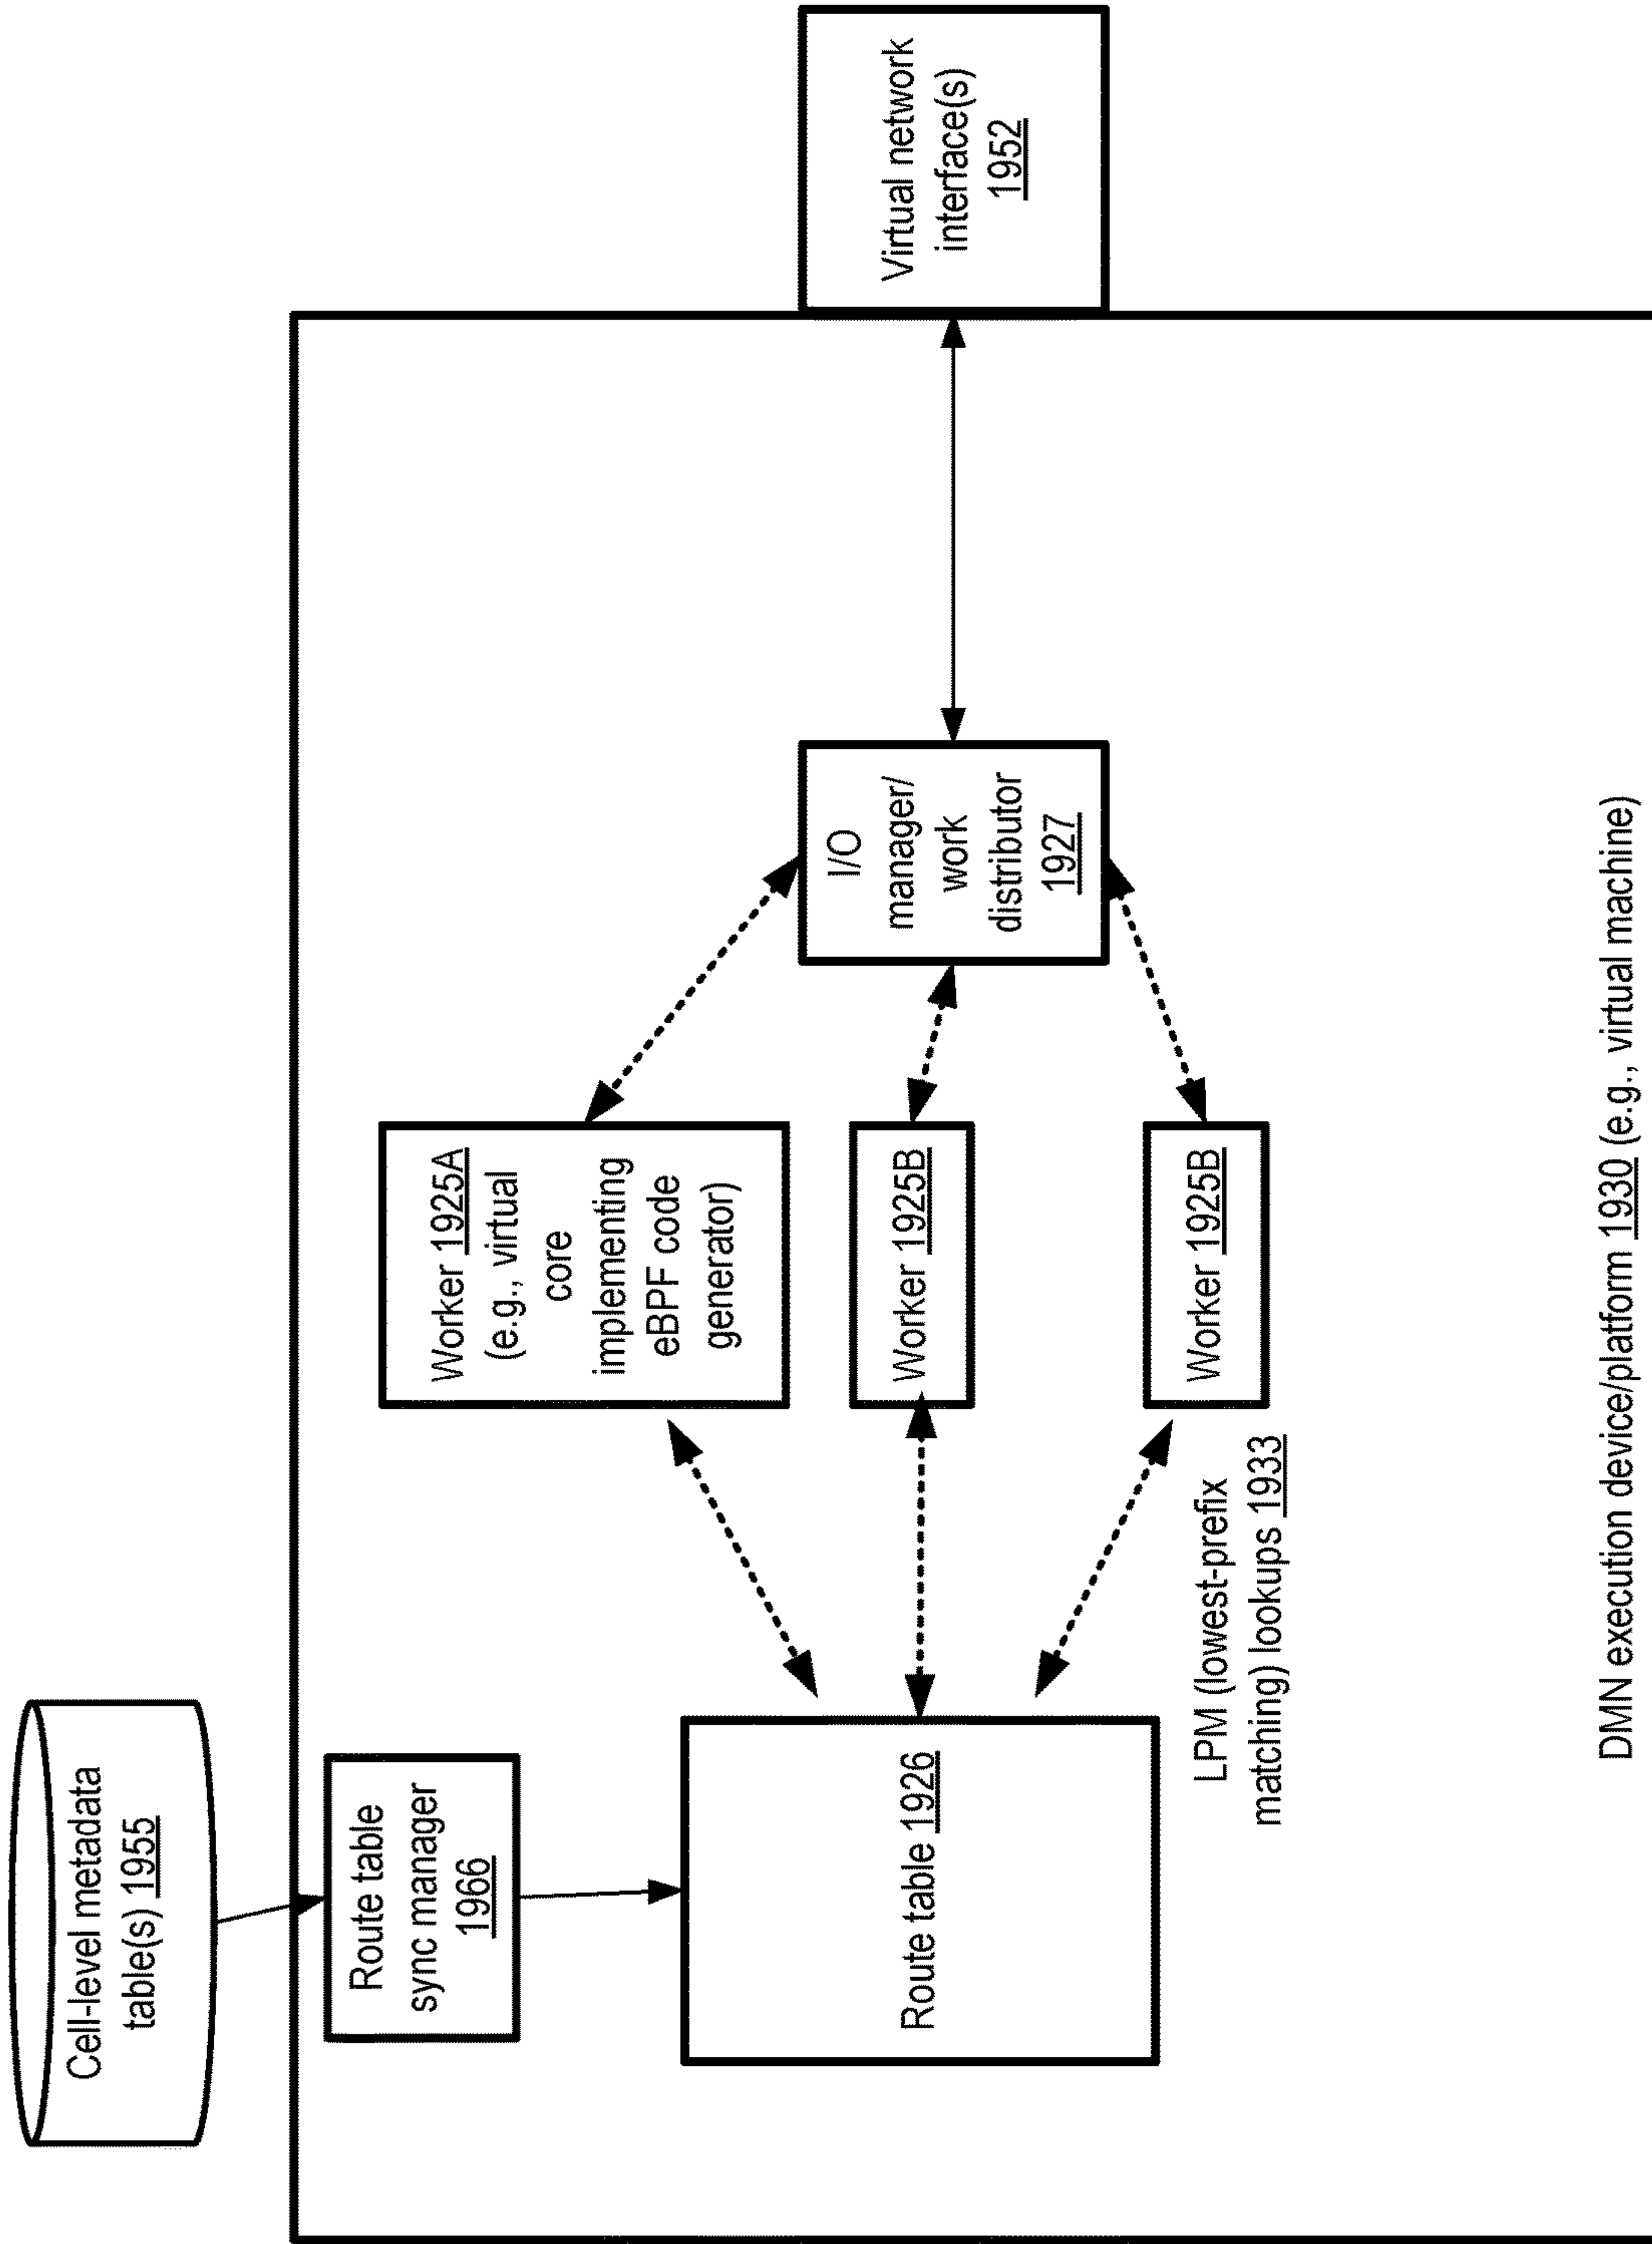 Cell-level metadata
table(s) 1955
Route table
sync manager
1966
Route table 1926
LPM (lowest-prefix
matching) lookups 1933
Worker 1925A
(e.g., virtual
core
implementing
eBPF code
generator)
Worker 1925B
Worker 1925B
I/O
manager/
work
distributor
1927
Virtual network
interface(s)
1952
DMN execution device/platform 1930 (e.g., virtual machine)